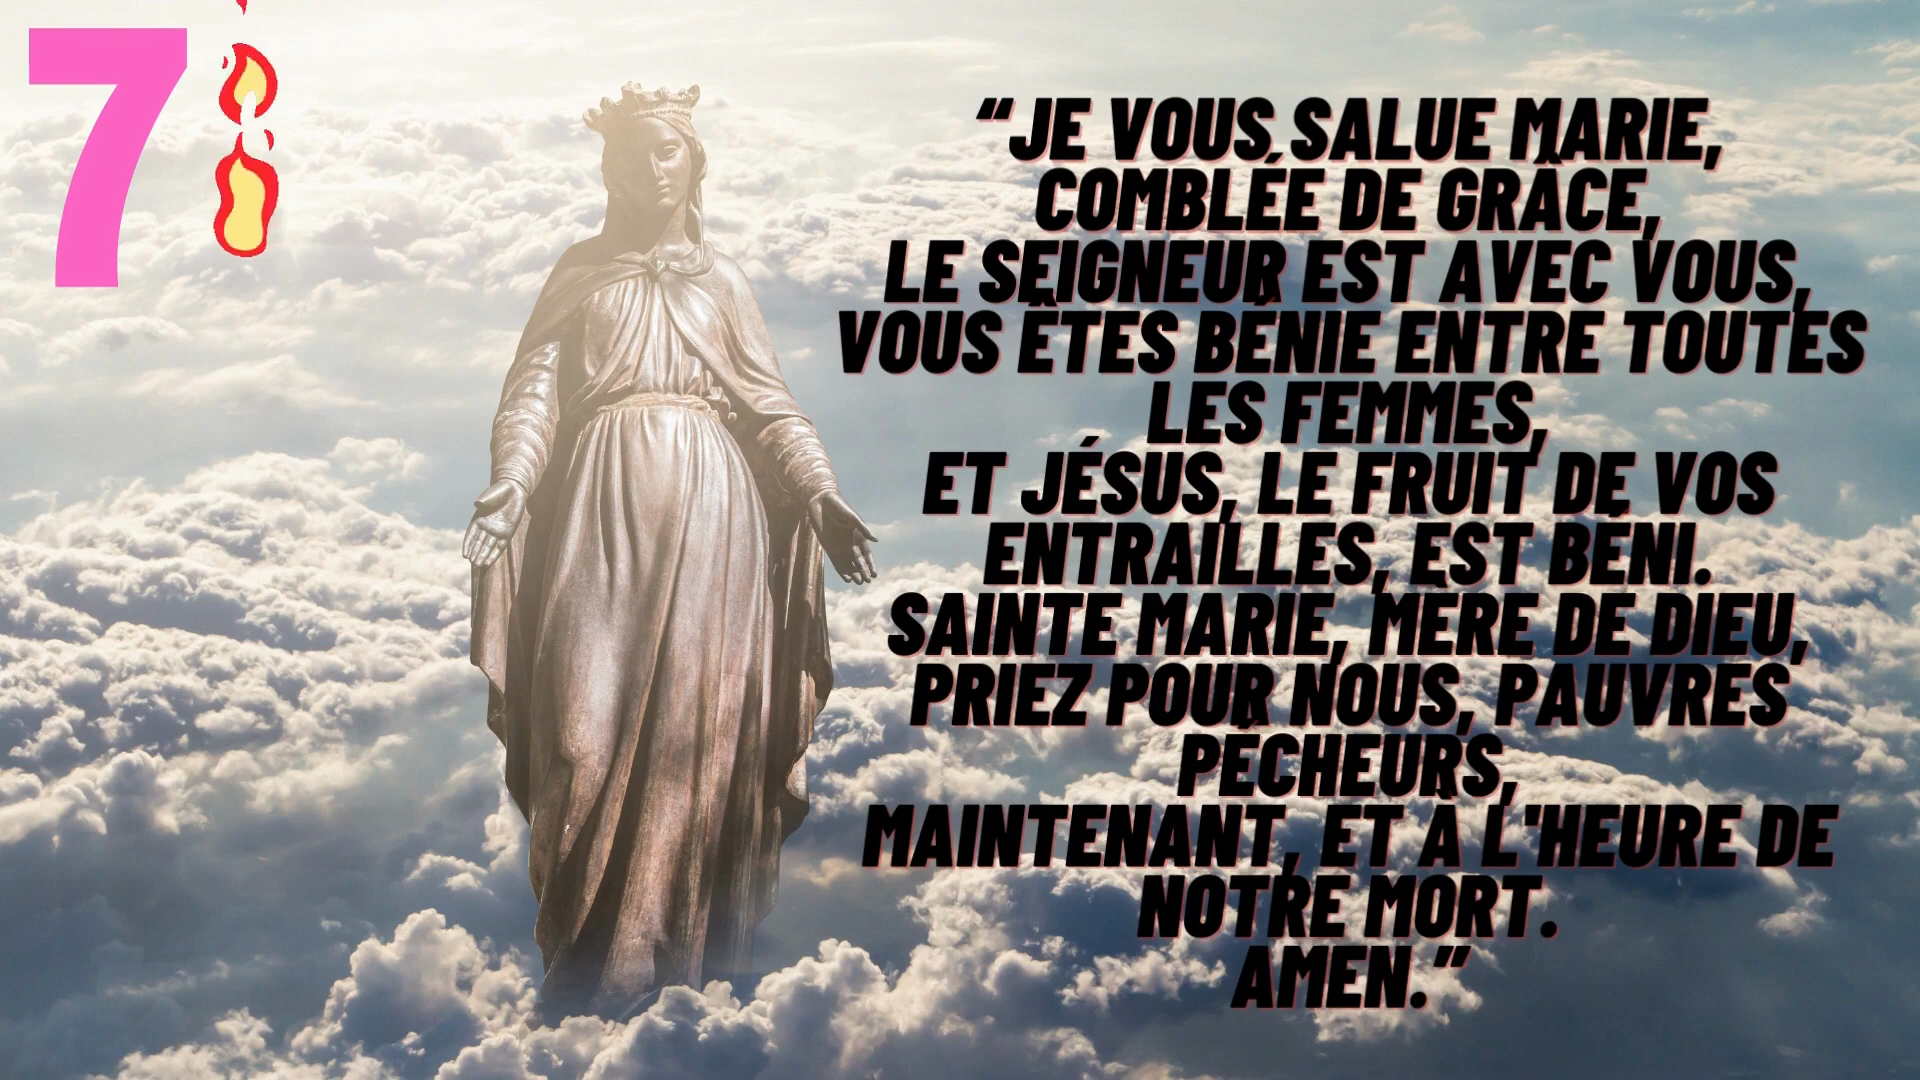 7
“JE VOUS SALUE MARIE,
COMBLÉE DE GRÂCE,
LE SEIGNEUR EST AVEC VOUS,
VOUS ÊTES BÉNIE ENTRE TOUTES
LES FEMMES,
ET JÉSUS, LE FRUIT DE VOS
ENTRAILLES, EST BÉNI.
SAINTE MARIE, MÈRE DE DIEU,
PRIEZ POUR NOUS, PAUVRES
PÉCHEURS,
MAINTENANT, ET À L'HEURE DE
NOTRE MORT.
AMEN.”